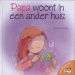 Papa woont in
een ander huis